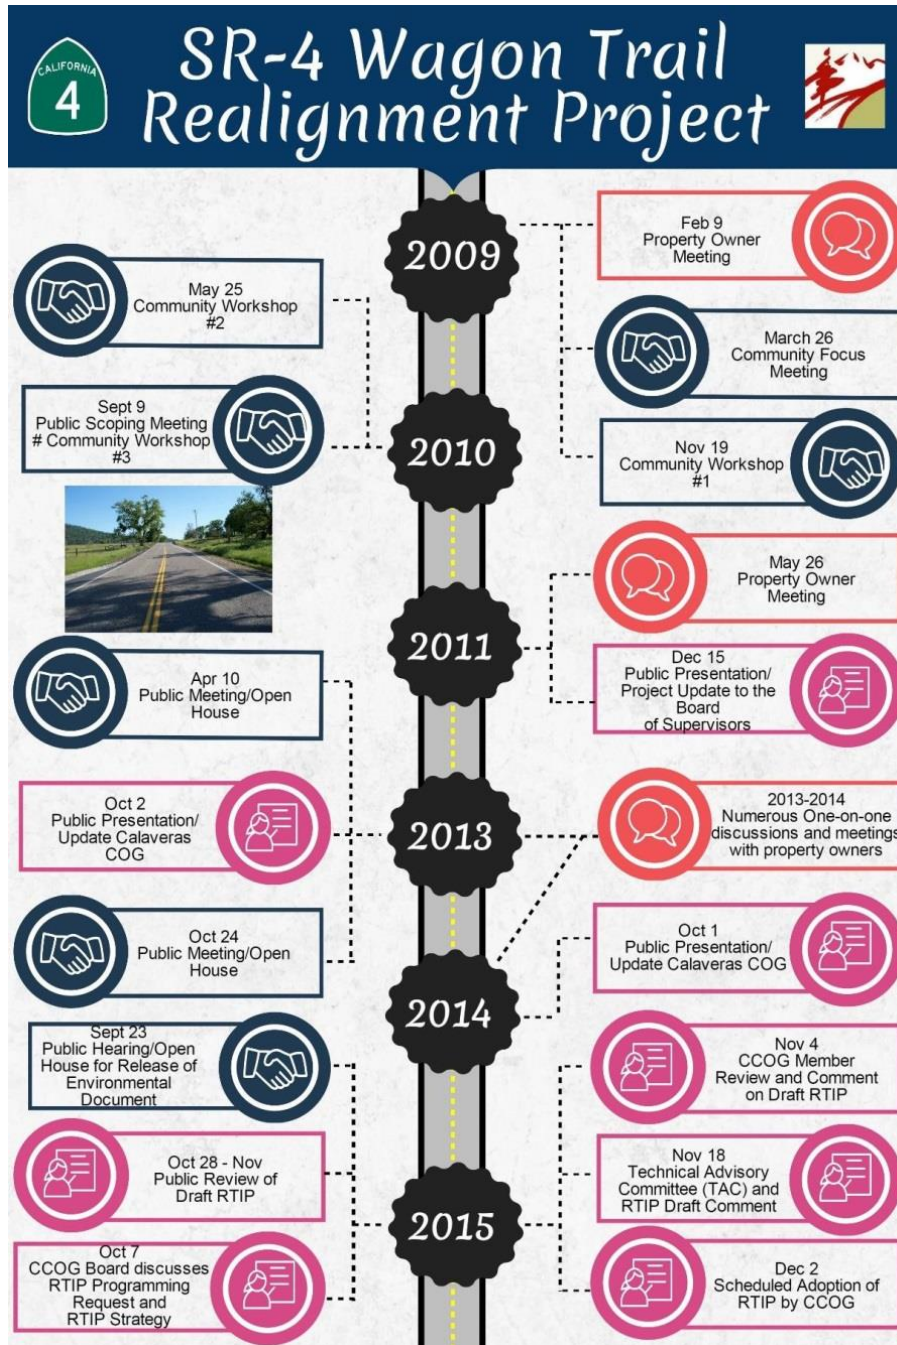 CALIFORNIA
4
SR-4 Wagon Trail
Realignment Project
2009
Feb 9
Property Owner
Meeting
March 26
Community Focus
Meeting
Nov 19
Community Workshop
#1
May 25
Community Workshop
#2
Sept 9
Public Scoping Meeting
# Community Workshop
#3
2010
2011
May 26
Property Owner
Meeting
Dec 15
Public Presentation/
Project Update to the
Board
of Supervisors
Apr 10
Public Meeting/Open
House
Oct 2
Public Presentation/
Update Calaveras
COG
Oct 24
Public Meeting/Open
House
2013
2013-2014
Numerous One-on-one
discussions and meetings
with property owners
2014
Oct 1
Public Presentation/
Update Calaveras COG
Sept 23
Public Hearing/Open
House for Release of
Environmental
Document
Oct 28 - Nov
Public Review of
Draft RTIP
Oct 7
CCOG Board discusses
RTIP Programming
Request and
RTIP Strategy
2015
Nov 4
CCOG Member
Review and Comment
on Draft RTIP
Nov 18
Technical Advisory
Committee (TAC) and
RTIP Draft Comment
Dec 2
Scheduled Adoption of
RTIP by CCOG